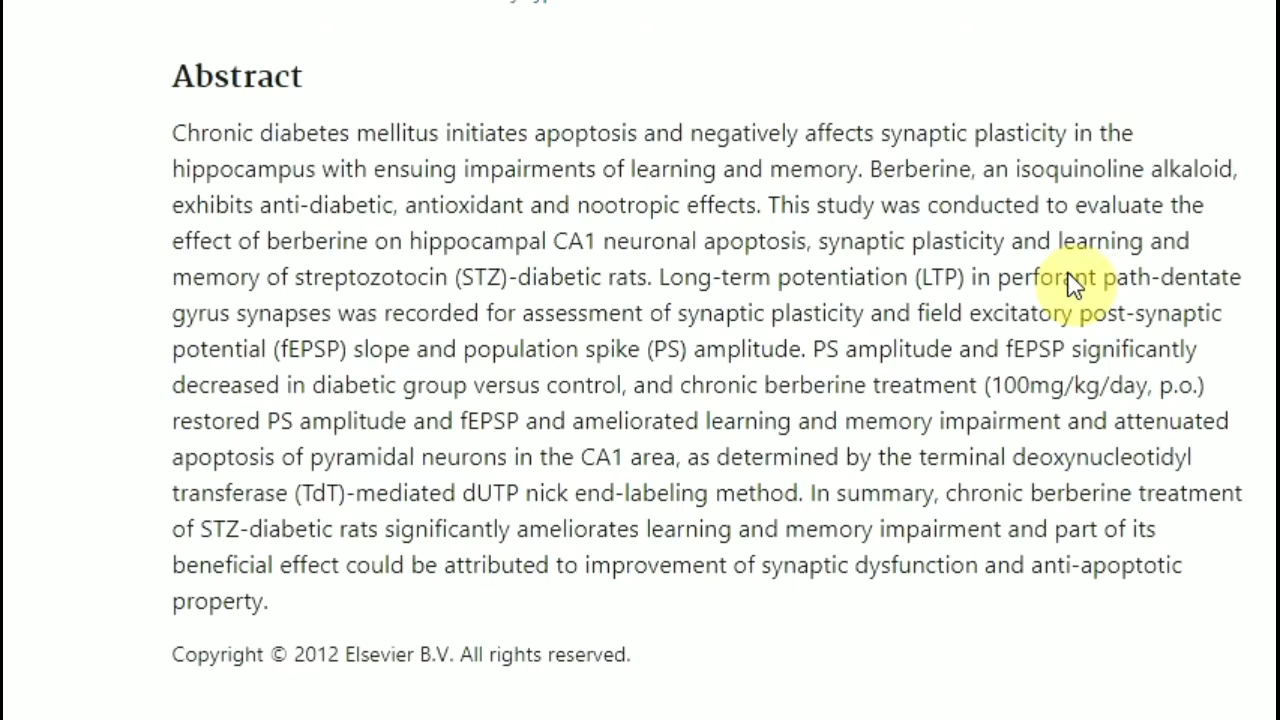 Abstract
Chronic diabetes mellitus initiates apoptosis and negatively affects synaptic plasticity in the
hippocampus with ensuing impairments of learning and memory. Berberine, an isoquinoline alkaloid,
exhibits anti-diabetic, antioxidant and nootropic effects. This study was conducted to evaluate the
effect of berberine on hippocampal CA1 neuronal apoptosis, synaptic plasticity and learning and
memory of streptozotocin (STZ)-diabetic rats. Long-term potentiation (LTP) in perforant path-dentate
gyrus synapses was recorded for assessment of synaptic plasticity and field excitatory post-synaptic
potential (fEPSP) slope and population spike (PS) amplitude. PS amplitude and fEPSP significantly
decreased in diabetic group versus control, and chronic berberine treatment (100mg/kg/day, p.o.)
restored PS amplitude and fEPSP and ameliorated learning and memory impairment and attenuated
apoptosis of pyramidal neurons in the CA1 area, as determined by the terminal deoxynucleotidyl
transferase (TdT)-mediated dUTP nick end-labeling method. In summary, chronic berberine treatment
of STZ-diabetic rats significantly ameliorates learning and memory impairment and part of its
beneficial effect could be attributed to improvement of synaptic dysfunction and anti-apoptotic
property.
Copyright © 2012 Elsevier B.V. All rights reserved.